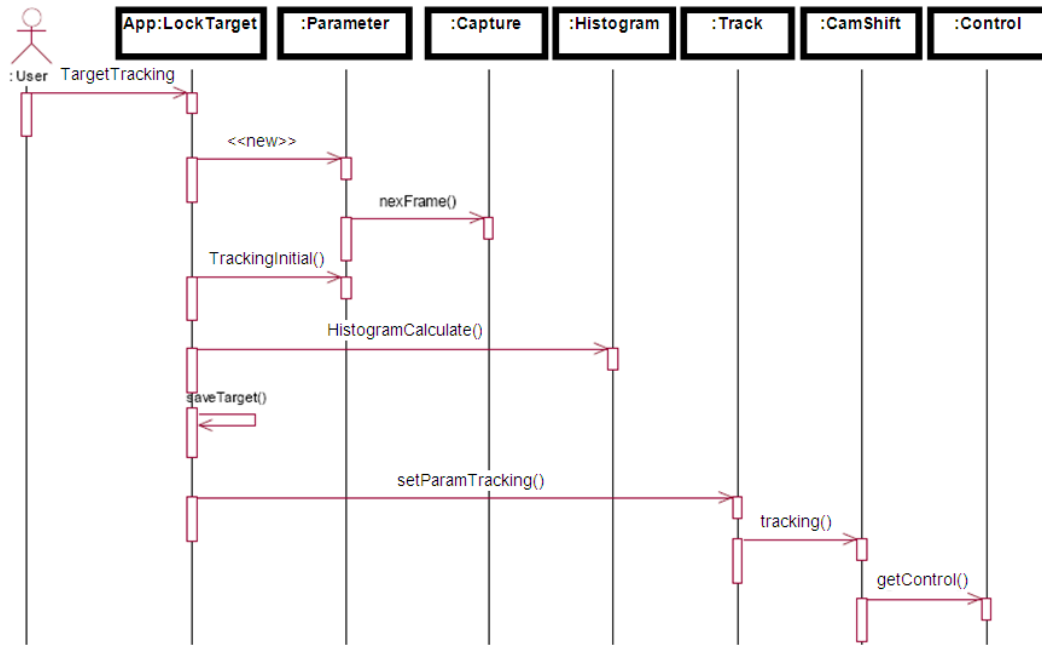 App:LockTarget
:Parameter
:Capture
:Histogram
:Track
:CamShift
:Control
: User
TargetTracking
<<new>>
nexFrame()
TrackingInitial()
HistogramCalculate()
saveTarget()
setParamTracking()
tracking()
getControl()